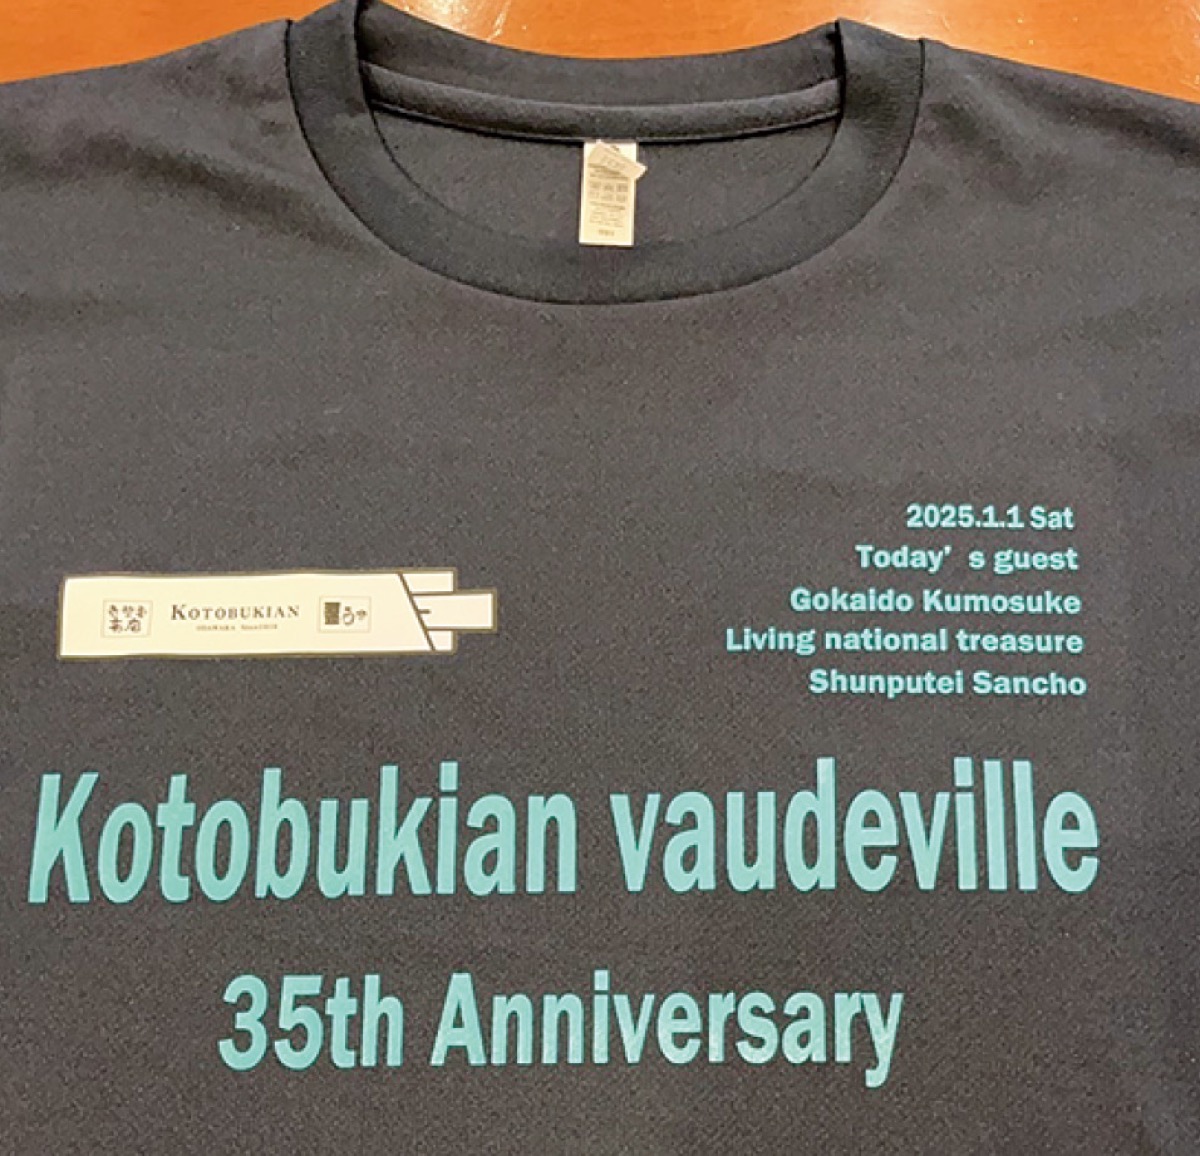 2025.1.1 Sat
Today’ s guest
Gokaido Kumosuke
Living national treasure
Shunputei Sancho
KOTOBUKIAN
Kotobukian vaudeville
35th Anniversary